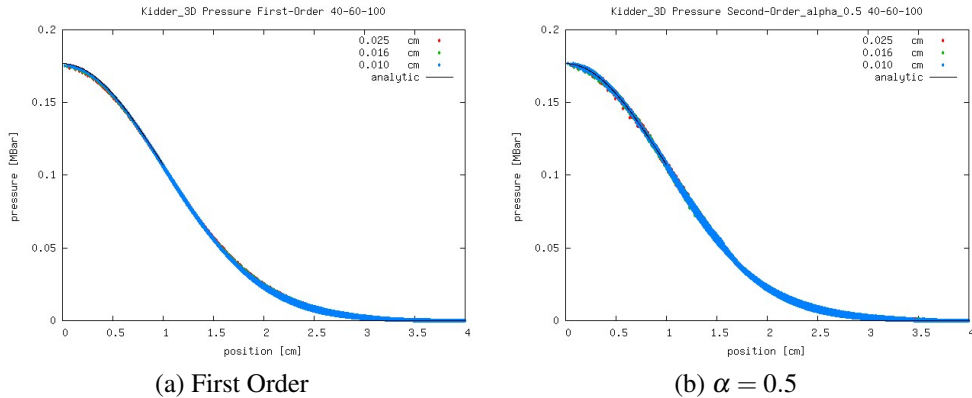 Kidder_3D Pressure First-Order 40-60-100
0.2
0.15
0.1
0.05
0
pressure [MBar]
0.025 cm
0.016 cm
0.010 cm
analytic
0 0.5 1 1.5 2 2.5 3 3.5 4
position [cm]
(a) First Order
Kidder_3D Pressure Second-Order_alpha_0.5 40-60-100
0.2
0.15
0.1
0.05
0
pressure [MBar]
0.025 cm
0.016 cm
0.010 cm
analytic
0 0.5 1 1.5 2 2.5 3 3.5 4
position [cm]
(b) α = 0.5